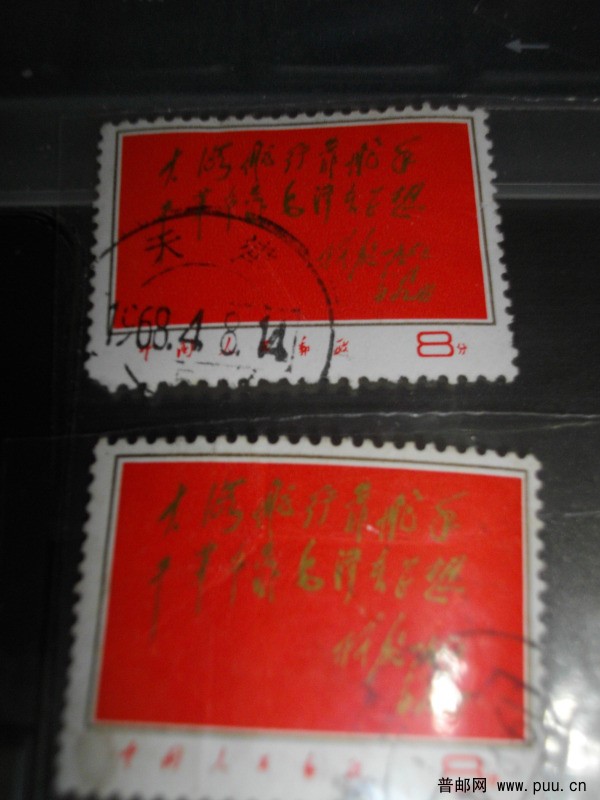 大海航行靠舵手
干革命靠毛泽东思想
林彪
天
1968.4.8.14
中国人民邮政 8分
大海航行靠舵手
干革命靠毛泽东思想
林彪
中国人民邮政 8
普邮网 www.puu.cn